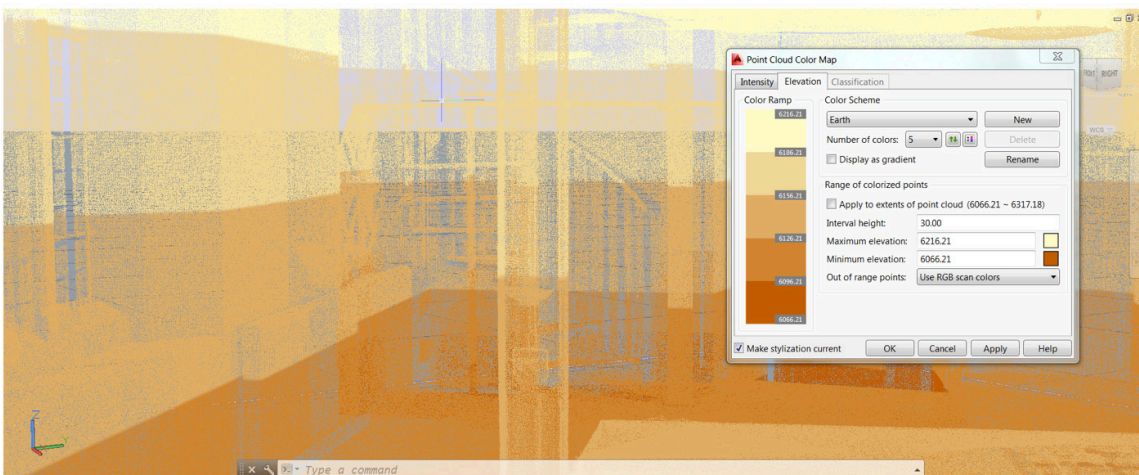 Point Cloud Color Map
Intensity Elevation Classification
Color Ramp
6216.21
6186.21
6156.21
6126.21
6096.21
6066.21
Color Scheme
Earth New
Number of colors: 5 Delete
Display as gradient Rename
Range of colorized points
Apply to extents of point cloud (6066.21 ~ 6317.18)
Interval height: 30.00
Maximum elevation: 6216.21
Minimum elevation: 6066.21
Out of range points: Use RGB scan colors
Make stylization current OK Cancel Apply Help
RIGHT
WCS
Z
Type a command